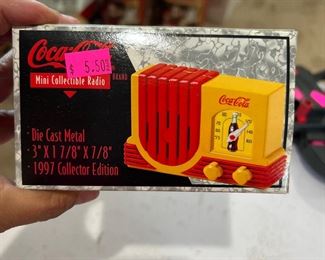 Coca-Cola
$ 5.50
BRAND
Mini Collectible Radio
· Die Cast Metal
· 3" X 1 7/8" X 7/8"
· 1997 Collector Edition
Coca-Cola